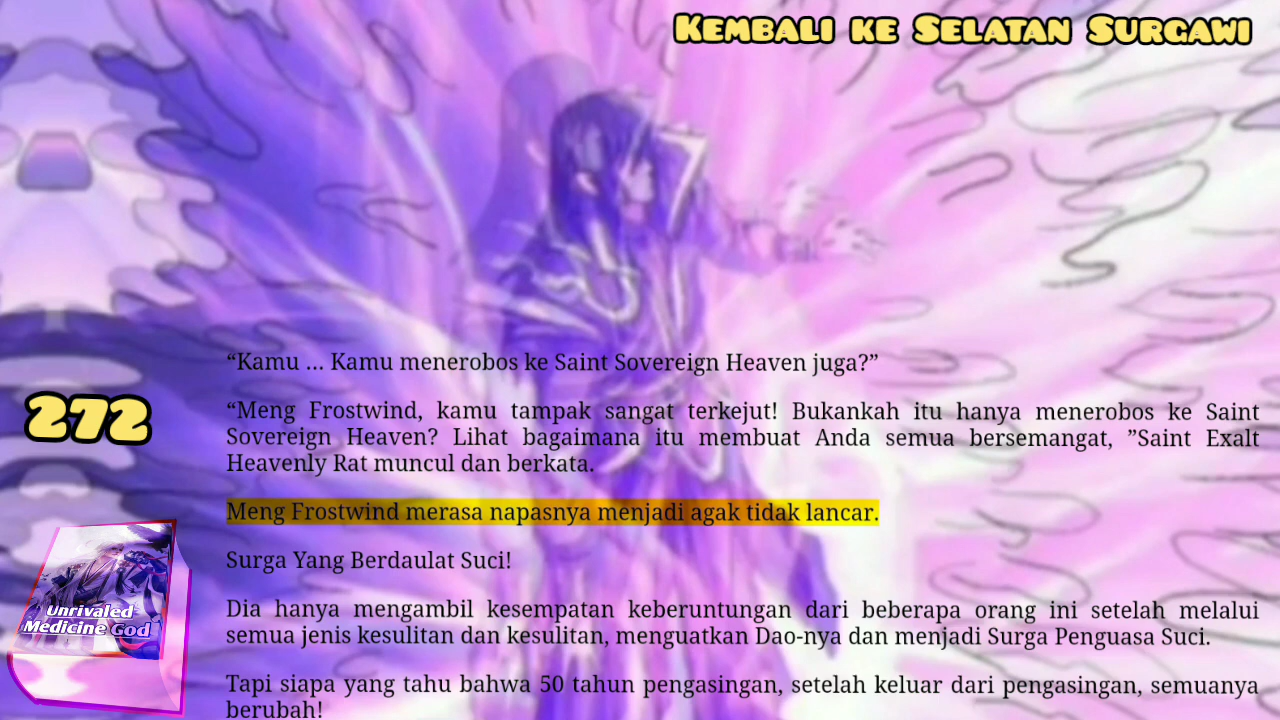 Kembali ke Selatan Surgawi
“Kamu ... Kamu menerobos ke Saint Sovereign Heaven juga?”
“Meng Frostwind, kamu tampak sangat terkejut! Bukankah itu hanya menerobos ke Saint
Sovereign Heaven? Lihat bagaimana itu membuat Anda semua bersemangat, ”Saint Exalt
Heavenly Rat muncul dan berkata.
272
Meng Frostwind merasa napasnya menjadi agak tidak lancar.
Surga Yang Berdaulat Suci!
Dia hanya mengambil kesempatan keberuntungan dari beberapa orang ini setelah melalui
semua jenis kesulitan dan kesulitan, menguatkan Dao-nya dan menjadi Surga Penguasa Suci.
Tapi siapa yang tahu bahwa 50 tahun pengasingan, setelah keluar dari pengasingan, semuanya
berubah!
Unrivaled
Medicine God